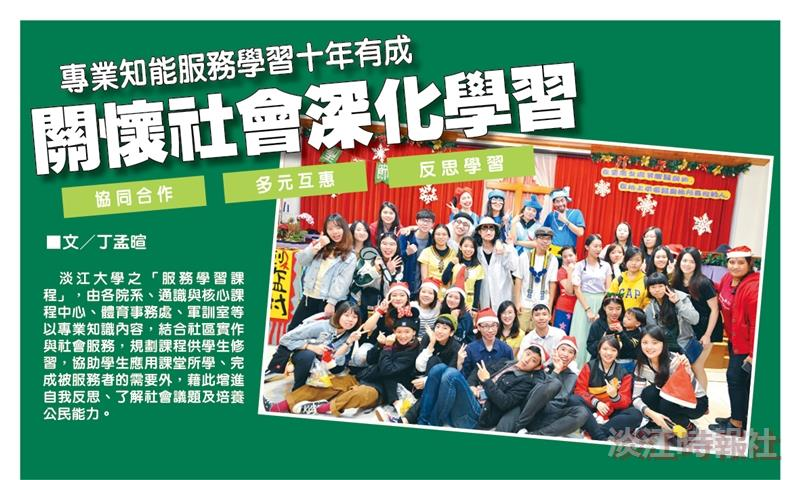 專業知能服務學習十年有成
關懷社會深化學習
協同合作
多元互惠
反思學習
■文／丁孟暄
淡江大學之「服務學習課
程」，由各院系、通識與核心課
程中心、體育事務處、軍訓室等
以專業知識內容，結合社區實作
與社會服務，規劃課程供學生修
習，協助學生應用課堂所學、完
成被服務者的需要外，藉此增進
自我反思、了解社會議題及培養
公民能力。
GAP
淡江時報社